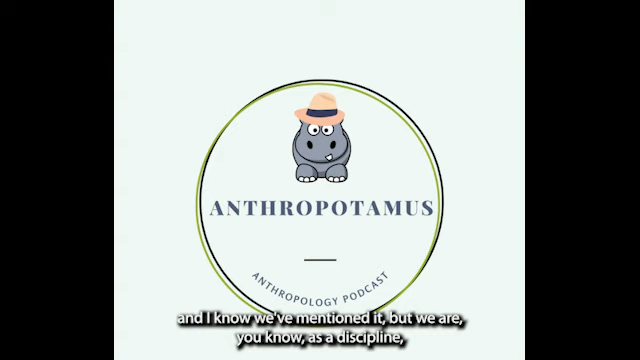 ANTHROPOTAMUS
ANTHROPOLOGY PODCAST
and I know we've mentioned it, but we are,
you know, as a discipline,